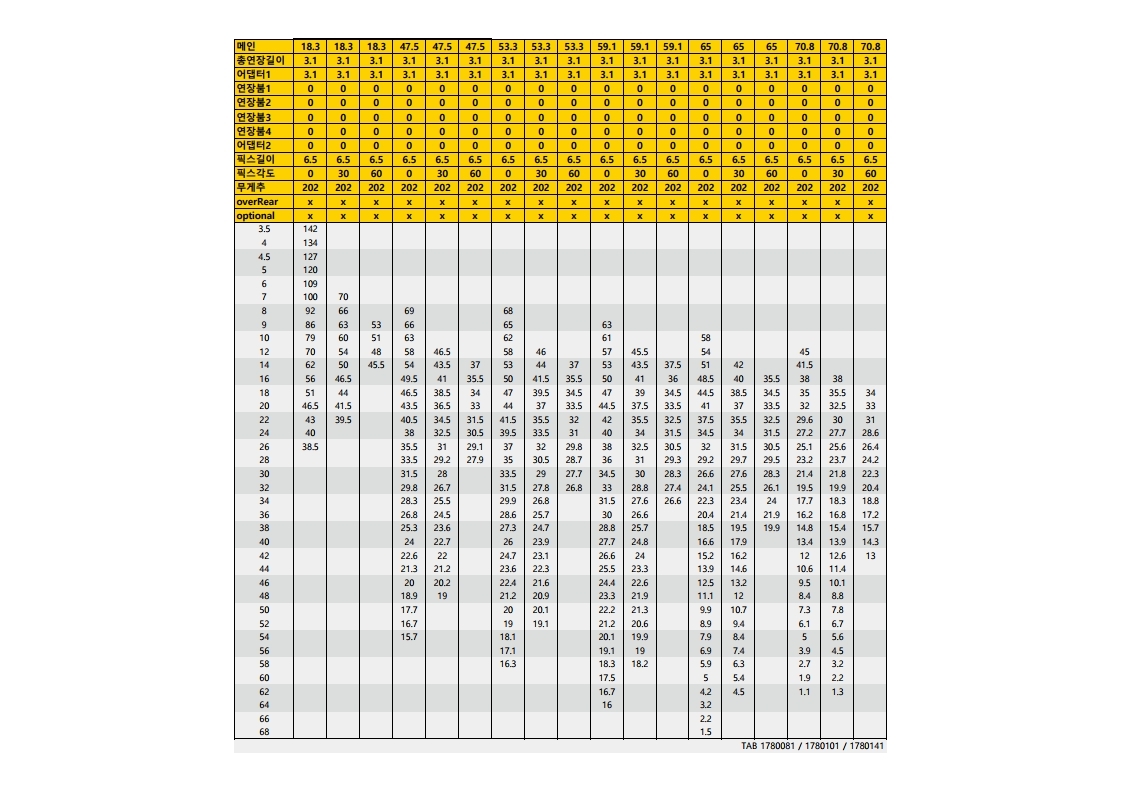 메인 18.3 18.3 18.3 47.5 47.5 47.5 53.3 53.3 53.3 59.1 59.1 59.1 65 65 65 70.8 70.8 70.8
총연장길이 3.1 3.1 3.1 3.1 3.1 3.1 3.1 3.1 3.1 3.1 3.1 3.1 3.1 3.1 3.1 3.1 3.1 3.1
어댑터1 3.1 3.1 3.1 3.1 3.1 3.1 3.1 3.1 3.1 3.1 3.1 3.1 3.1 3.1 3.1 3.1 3.1 3.1
연장붐1 0 0 0 0 0 0 0 0 0 0 0 0 0 0 0 0 0 0
연장붐2 0 0 0 0 0 0 0 0 0 0 0 0 0 0 0 0 0 0
연장붐3 0 0 0 0 0 0 0 0 0 0 0 0 0 0 0 0 0 0
연장붐4 0 0 0 0 0 0 0 0 0 0 0 0 0 0 0 0 0 0
어댑터2 0 0 0 0 0 0 0 0 0 0 0 0 0 0 0 0 0 0
픽스길이 6.5 6.5 6.5 6.5 6.5 6.5 6.5 6.5 6.5 6.5 6.5 6.5 6.5 6.5 6.5 6.5 6.5 6.5
픽스각도 0 30 60 0 30 60 0 30 60 0 30 60 0 30 60 0 30 60
무게추 202 202 202 202 202 202 202 202 202 202 202 202 202 202 202 202 202 202
overRear x x x x x x x x x x x x x x x x x x
optional x x x x x x x x x x x x x x x x x x
3.5 142
4 134
4.5 127
5 120
6 109
7 100 70
8 92 66 69 68
9 86 63 53 66 65 63
10 79 60 51 63 62 61 58
12 70 54 48 58 46.5 58 46 57 45.5 54 45
14 62 50 45.5 54 43.5 37 54 44 37 53 43.5 37.5 51 42 41.5
16 56 46.5 49.5 41 35.5 50 41.5 35.5 50 41 36 48.5 40 35.5 38 38
18 51 44 46.5 38.5 34 47 39.5 34.5 47 39 34.5 44.5 38.5 34.5 35 35.5 34
20 46.5 41.5 43.5 36.5 33 44 37 33.5 44.5 37.5 33.5 41 37 33.5 32 32.5 33
22 43 39.5 40.5 34.5 31.5 41.5 35.5 32 42 35.5 32.5 37.5 35.5 32.5 29.6 30 31
24 40 38 32.5 30.5 39.5 33.5 31 40 34 31.5 34.5 34 31.5 27.2 27.7 28.6
26 38.5 35.5 31 29.1 37 32 29.8 38 32.5 30.5 32 31.5 30.5 25.1 25.6 26.4
28 33.5 29.2 27.9 35 30.5 28.7 36 31 29.3 29.2 29.7 29.5 23.2 23.7 24.2
30 31.5 28 33.5 29 27.7 34.5 30 28.3 26.6 27.6 28.3 21.4 21.8 22.3
32 29.8 26.7 31.5 27.8 26.8 33 28.8 27.4 24.1 25.5 26.1 19.5 19.9 20.4
34 28.3 25.5 29.9 26.8 31.5 27.6 26.6 22.3 23.4 24 17.7 18.3 18.8
36 26.8 24.5 28.6 25.7 30 26.6 20.4 21.4 21.9 16.2 16.8 17.2
38 25.3 23.6 27.3 24.7 28.8 25.7 18.5 19.5 19.9 14.8 15.4 15.7
40 24 22.7 26 23.9 27.7 24.8 16.6 17.9 13.4 13.9 14.3
42 22.6 22 24.7 23.1 26.6 24 15.2 16.2 12 12.6 13
44 21.3 21.2 23.6 22.3 25.5 23.3 13.9 14.6 10.6 11.4
46 20 20.2 22.4 21.6 24.4 22.6 12.5 13.2 9.5 10.1
48 18.9 19 21.2 20.9 23.3 21.9 11.1 12 8.4 8.8
50 17.7 20 20.1 22.2 21.3 9.9 10.7 7.3 7.8
52 16.7 19 19.1 21.2 20.6 8.9 9.4 6.1 6.7
54 15.7 18.1 20.1 19.9 7.9 8.4 5 5.6
56 17.1 19.1 19 6.9 7.4 3.9 4.5
58 16.3 18.3 18.2 5.9 6.3 2.7 3.2
60 17.5 5 5.4 1.9 2.2
62 16.7 4.2 4.5 1.1 1.3
64 16 3.2
66 2.2
68 1.5
TAB 1780081 / 1780101 / 1780141